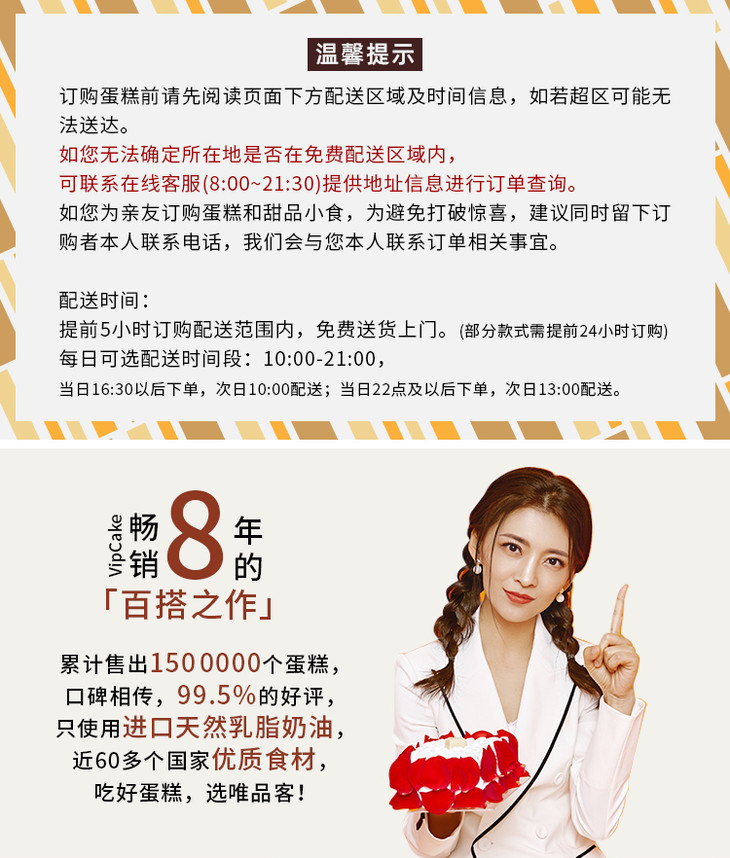 温馨提示
订购蛋糕前请先阅读页面下方配送区域及时间信息，如若超区可能无
法送达。
如您无法确定所在地是否在免费配送区域内，
可联系在线客服(8:00~21:30)提供地址信息进行订单查询。
如您为亲友订购蛋糕和甜品小食，为避免打破惊喜，建议同时留下订
购者本人联系电话，我们会与您本人联系订单相关事宜。
配送时间：
提前5小时订购配送范围内，免费送货上门。(部分款式需提前24小时订购)
每日可选配送时间段：10:00-21:00，
当日16:30以后下单，次日10:00配送；当日22点及以后下单，次日13:00配送。
VipCake畅销8年的
「百搭之作」
累计售出1500000个蛋糕，
口碑相传，99.5%的好评，
只使用进口天然乳脂奶油，
近60多个国家优质食材，
吃好蛋糕，选唯品客！